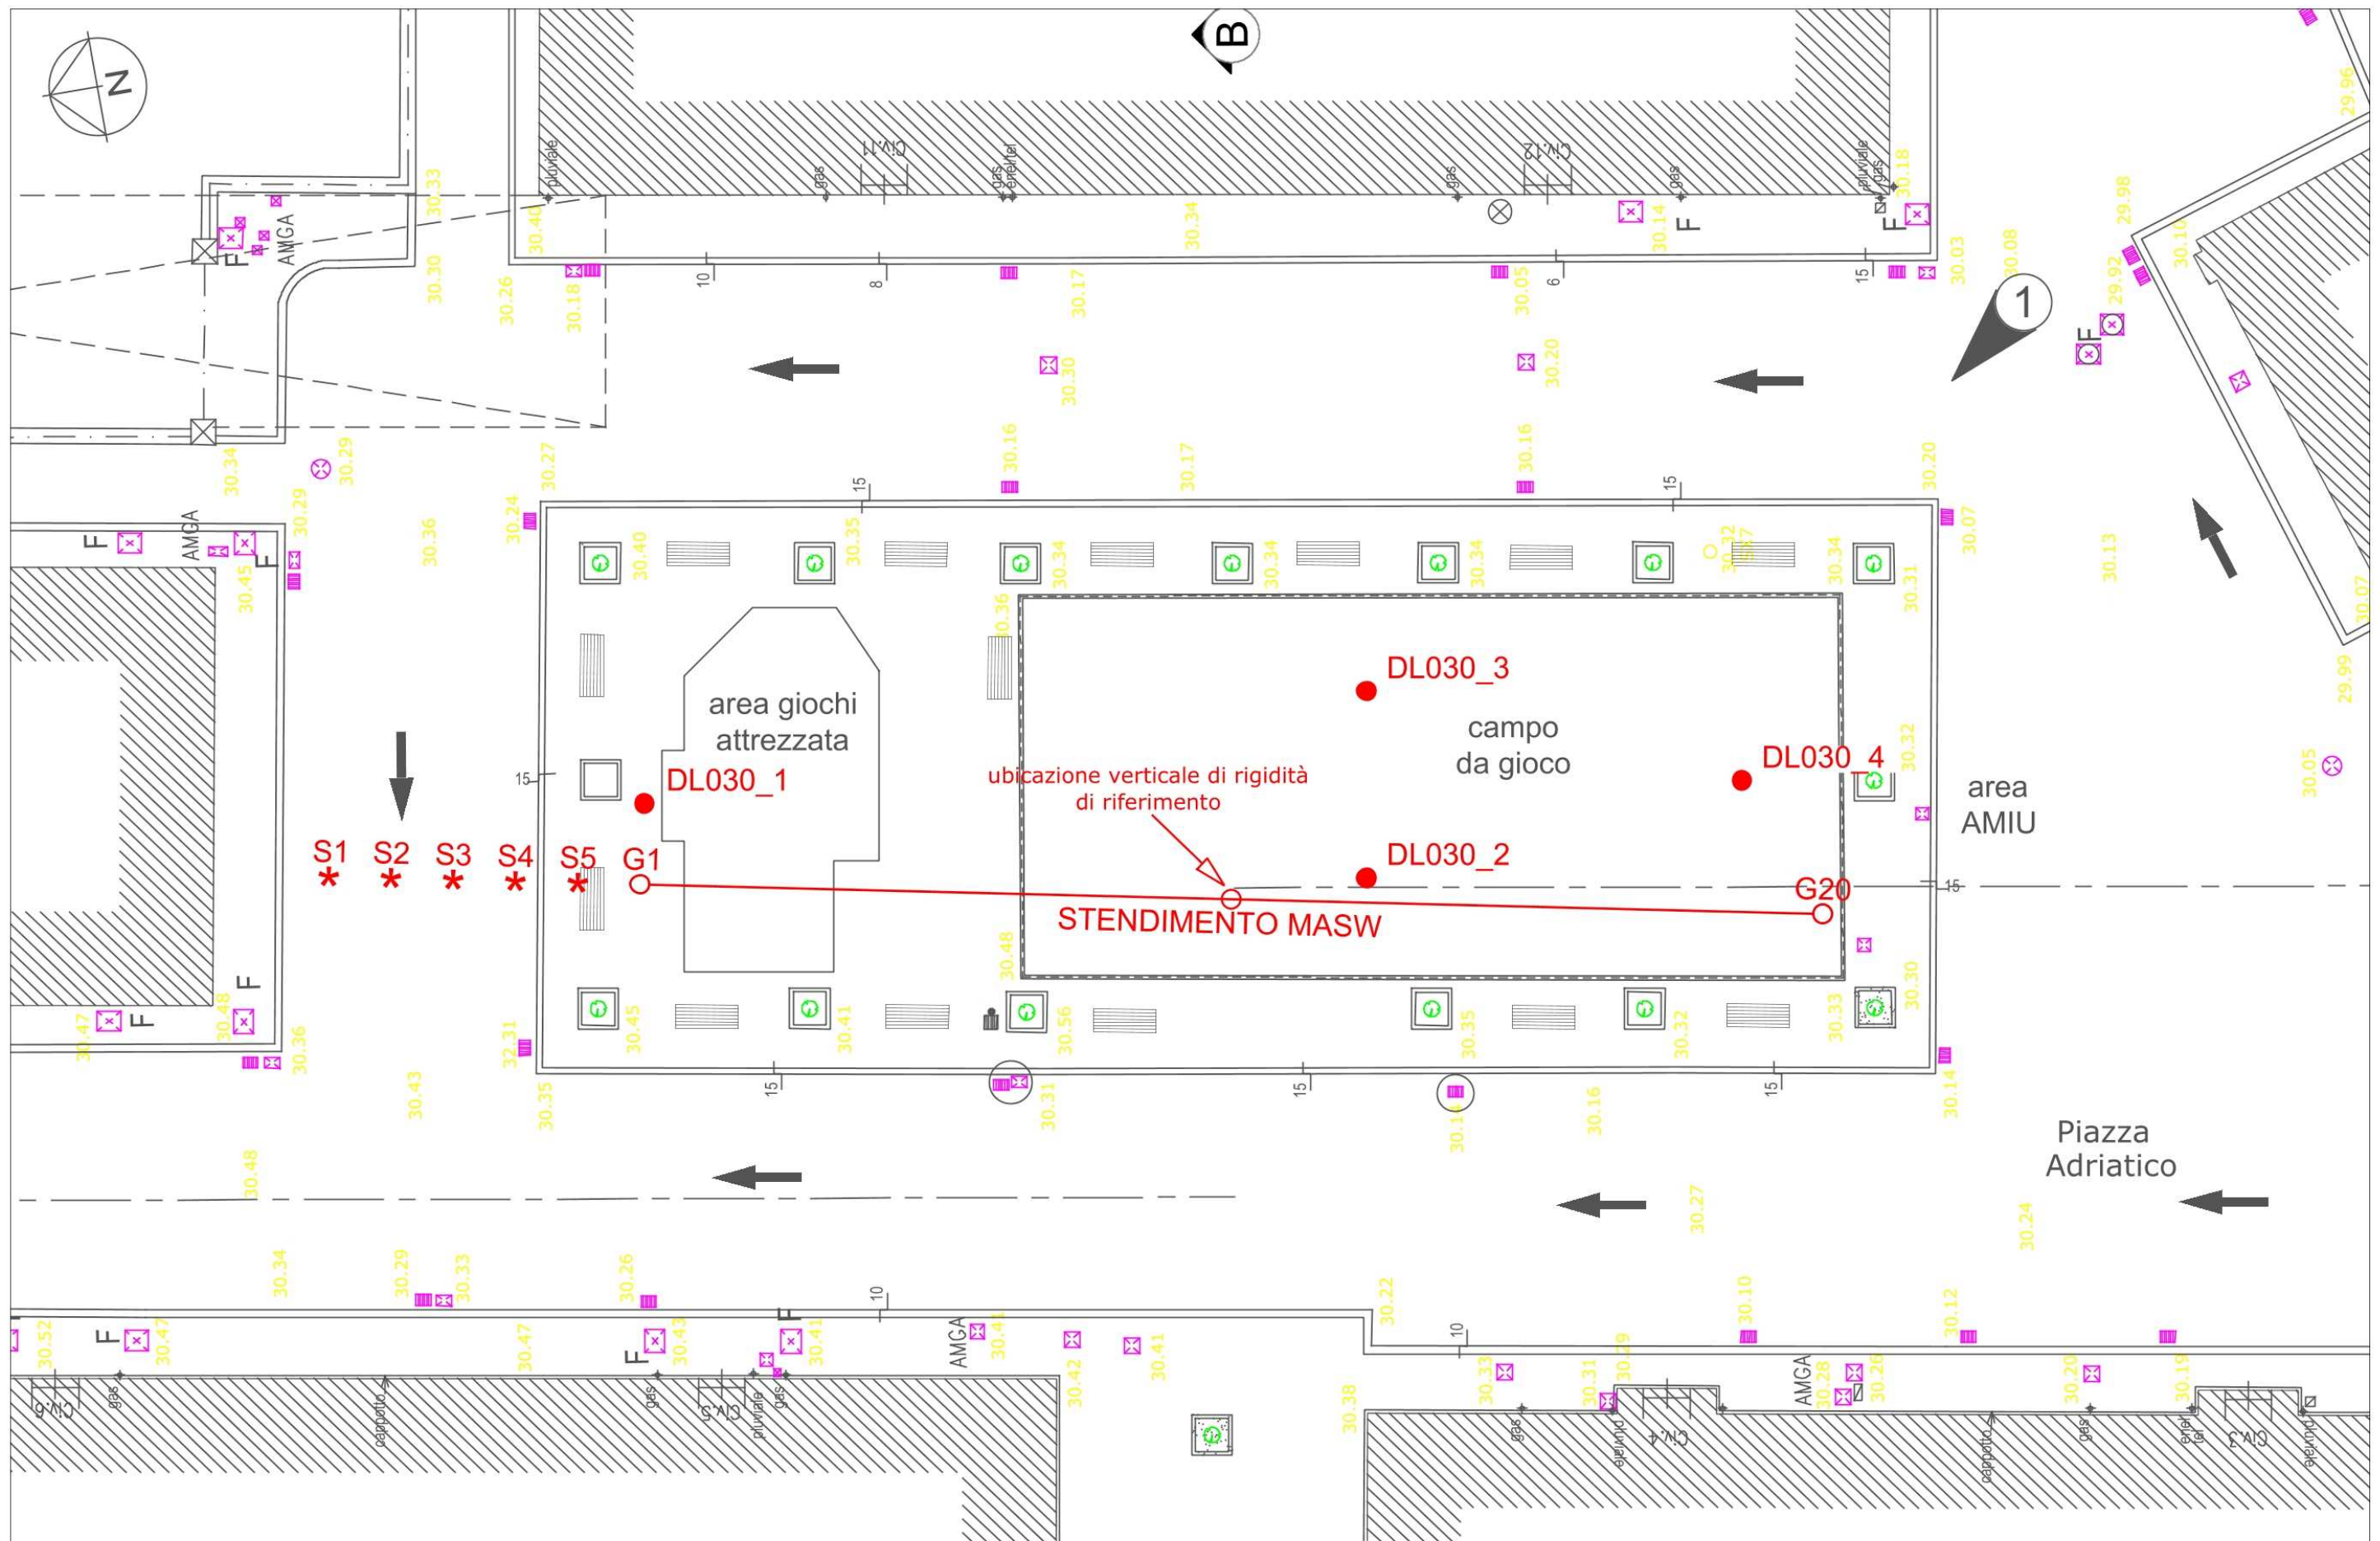 B
N
pluviale
gas
Civ.11
gas
enel/tel
gas
Civ.12
gas
pluviale
gas
30.18
29.96
30.33
30.40
30.34
30.14
F
F
29.98
30.10
AMGA
F
30.30
30.26
30.18
10
8
30.17
30.05
6
15
30.03
30.08
29.92
1
F
30.30
30.20
30.34
30.29
30.27
30.16
30.17
30.16
30.20
15
15
30.29
30.24
30.36
30.07
F
AMGA
F
30.45
30.40
30.35
30.34
30.34
30.34
30.34
30.31
30.13
30.07
30.36
29.99
DL030_3
area giochi
attrezzata
campo
da gioco
30.32
DL030_4
15
DL030_1
ubicazione verticale di rigidità
di riferimento
area
AMIU
30.05
S1
S2
S3
S4
S5
G1
DL030_2
G20
15
STENDIMENTO MASW
30.48
30.30
F
30.47
F
30.48
30.36
32.31
30.45
30.41
30.56
30.35
30.32
30.33
30.43
30.35
15
30.31
15
30.16
15
30.14
Piazza
Adriatico
30.48
30.27
30.24
30.34
30.29
30.33
30.26
10
30.22
30.10
30.12
30.52
F
30.47
30.47
F
30.43
F
30.41
AMGA
30.42
30.41
10
30.33
30.31
30.29
AMGA
30.28
30.26
30.20
30.19
30.38
Civ.6
gas
cappotto
gas
Civ.5
pluviale
gas
gas
pluviale
Civ.4
cappotto
gas
enel
tel
Civ.3
pluviale